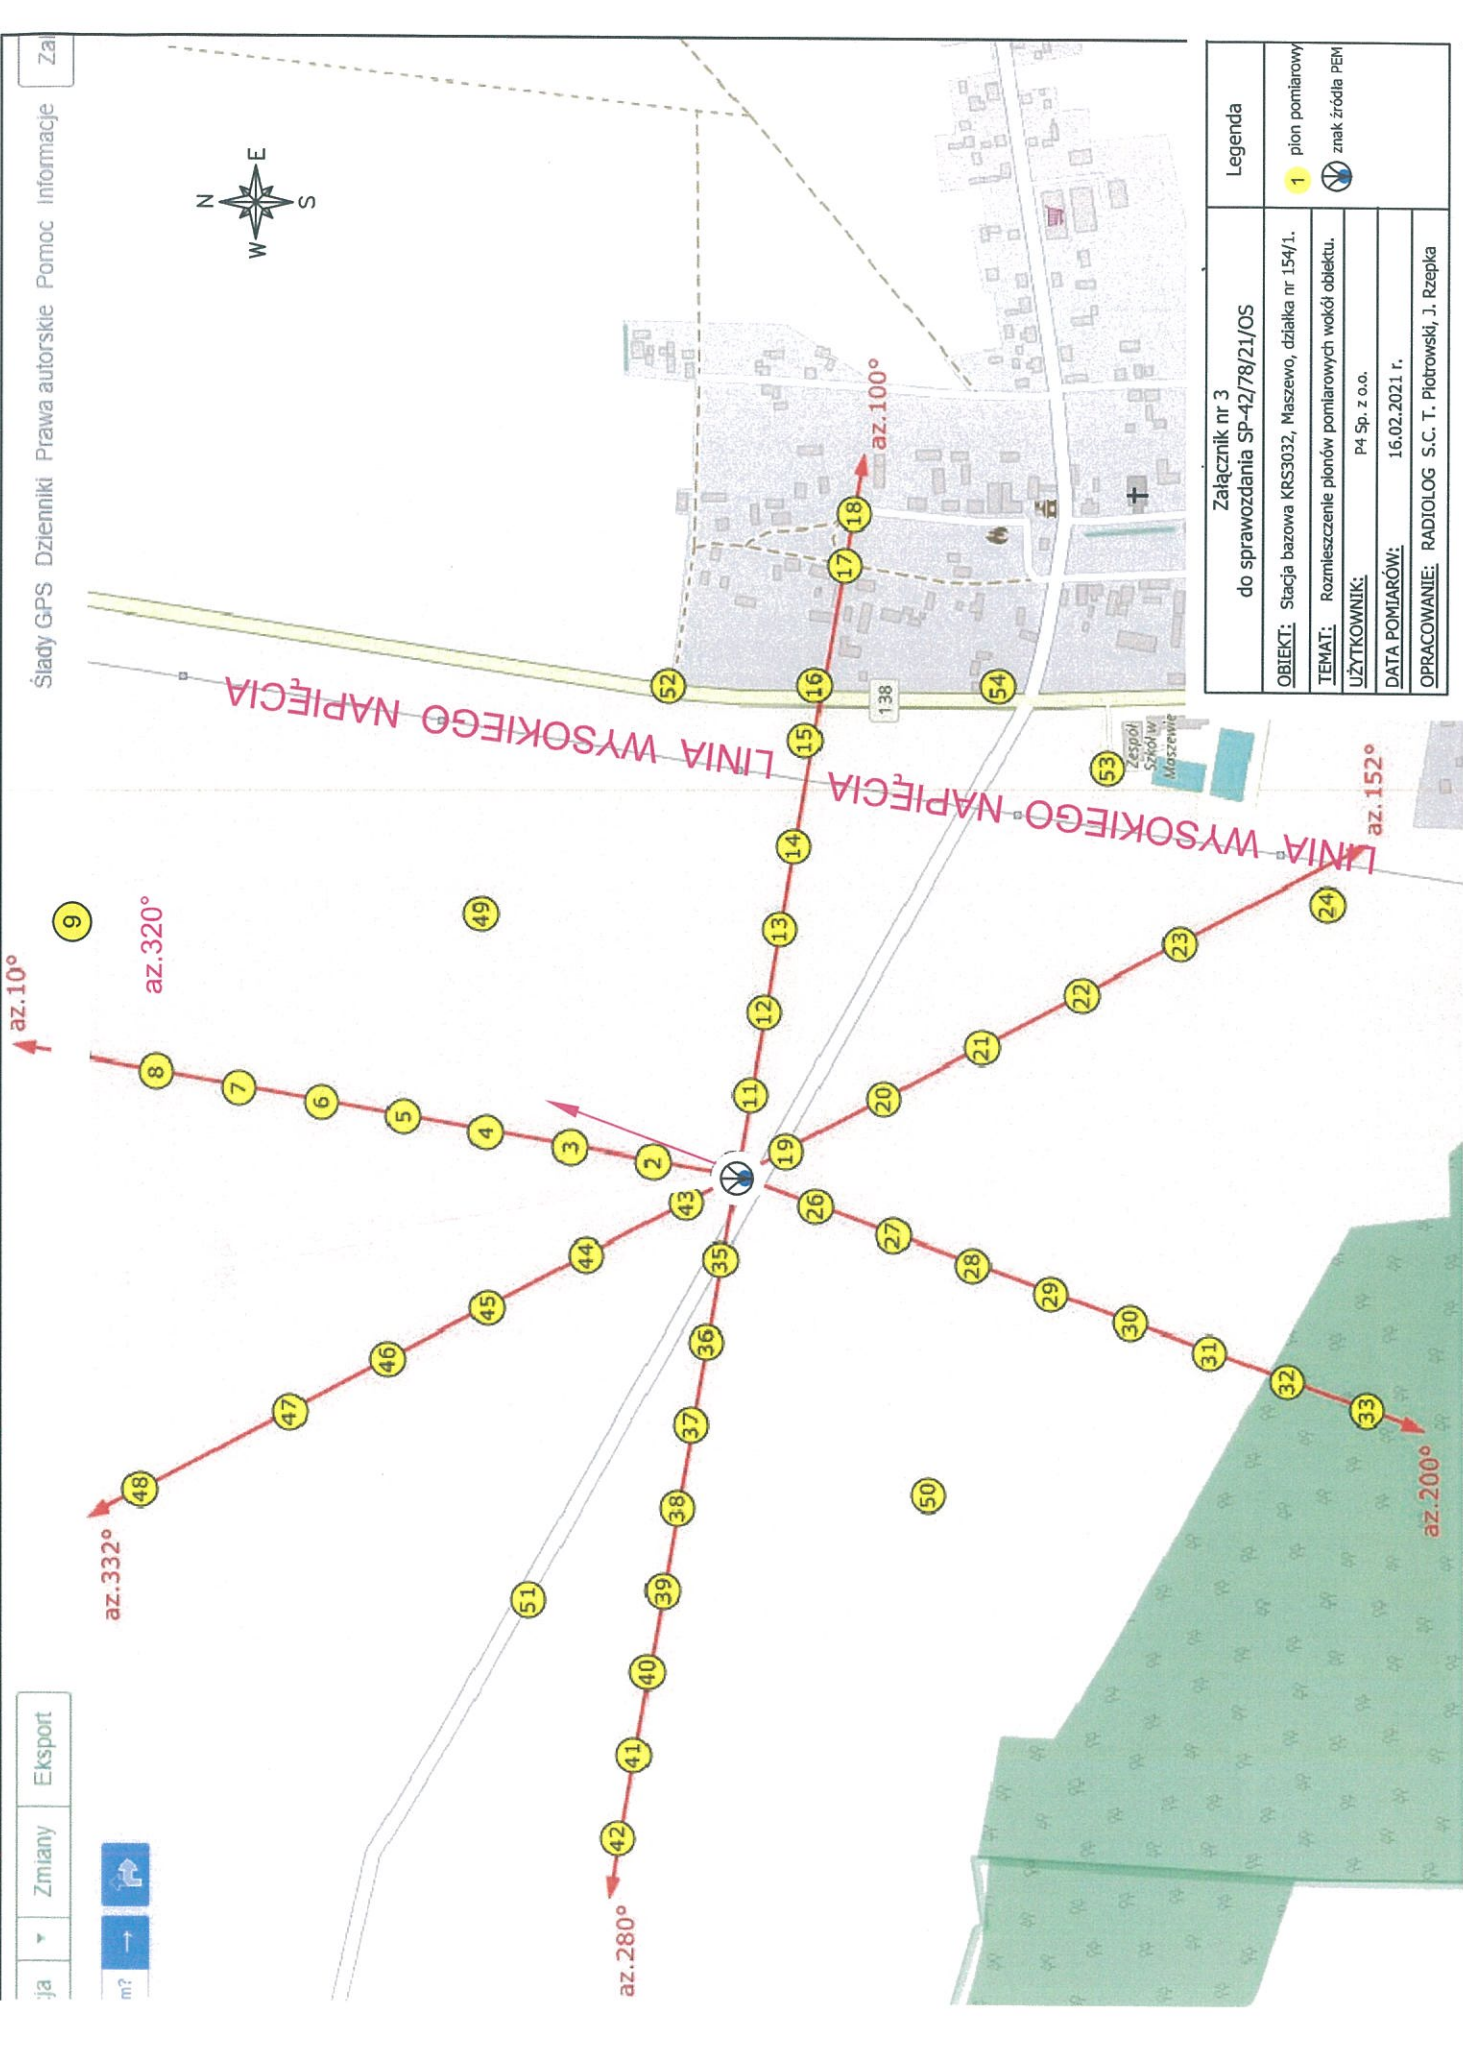 Ślady GPS Dzienniki Prawa autorskie Pomoc Informacje
Zmiany
Eksport
N
W
E
S
az.10°
az.320°
az.332°
az.280°
az.200°
az.152°
az.100°
9
8
7
6
5
4
3
2
11
12
13
14
15
16
17
18
19
20
21
22
23
24
26
27
28
29
30
31
32
33
35
36
37
38
39
40
41
42
43
44
45
46
47
48
49
50
51
52
53
54
LINIA WYSOKIEGO NAPIĘCIA
LINIA WYSOKIEGO NAPIĘCIA
138
Zespół
Szkół w
Maszewie
Załącznik nr 3
do sprawozdania SP-42/78/21/OS
OBIEKT: Stacja bazowa KRS3032, Maszewo, działka nr 154/1.
TEMAT: Rozmieszczenie pionów pomiarowych wokół obiektu.
UŻYTKOWNIK: P4 Sp. z o.o.
DATA POMIARÓW: 16.02.2021 r.
OPRACOWANIE: RADIOLOG S.C. T. Piotrowski, J. Rzepka
Legenda
1 pion pomiarowy
znak źródła PEM